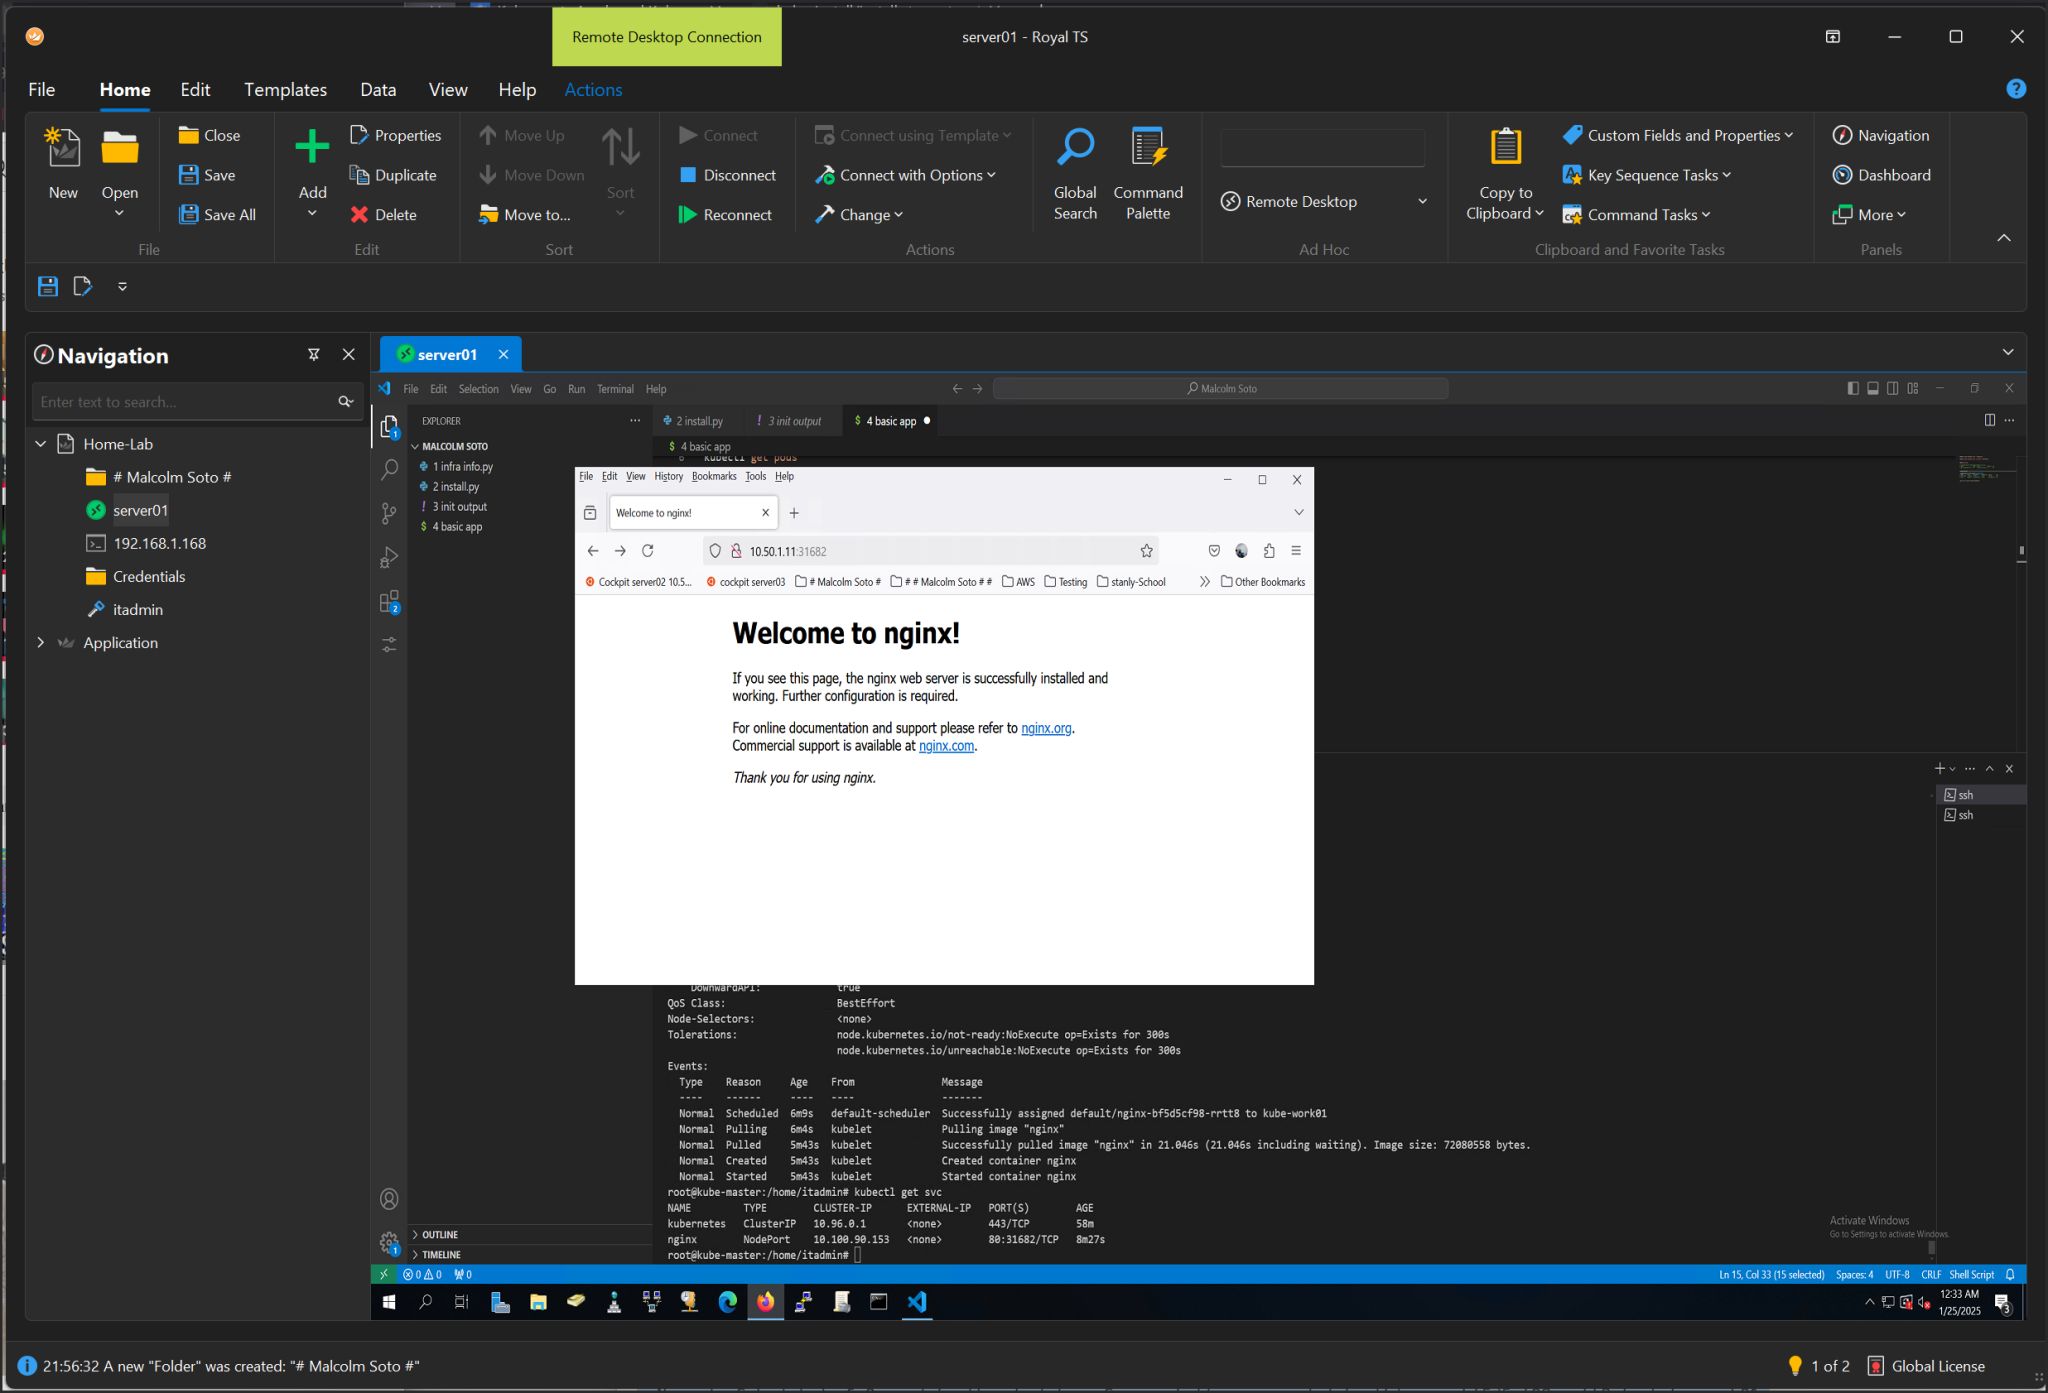 Remote Desktop Connection
server01 - Royal TS
File Home Edit Templates Data View Help Actions
New
Open
Close
Save
Save All
File
Add
Properties
Duplicate
Delete
Edit
Move Up
Move Down
Move to...
Sort
Sort
Connect
Disconnect
Reconnect
Connect using Template
Connect with Options
Change
Global Search
Command Palette
Actions
Remote Desktop
Ad Hoc
Copy to Clipboard
Custom Fields and Properties
Key Sequence Tasks
Command Tasks
Clipboard and Favorite Tasks
Navigation
Dashboard
More
Panels
Navigation
Enter text to search...
Home-Lab
# Malcolm Soto #
server01
192.168.1.168
Credentials
itadmin
Application
server01
File Edit Selection View Go Run Terminal Help
Malcolm Soto
EXPLORER
MALCOLM SOTO
1 infra info.py
2 install.py
! 3 init output
$ 4 basic app
OUTLINE
TIMELINE
2 install.py
! 3 init output
$ 4 basic app
$ 4 basic app
6 kubectl get pods
File Edit View History Bookmarks Tools Help
Welcome to nginx!
10.50.1.11:31682
Cockpit server02 10.5... cockpit server03 # Malcolm Soto # # # Malcolm Soto # # AWS Testing stanly-School Other Bookmarks
Welcome to nginx!
If you see this page, the nginx web server is successfully installed and
working. Further configuration is required.
For online documentation and support please refer to nginx.org.
Commercial support is available at nginx.com.
Thank you for using nginx.
ssh
ssh
DownwardAPI: true
QoS Class: BestEffort
Node-Selectors: <none>
Tolerations: node.kubernetes.io/not-ready:NoExecute op=Exists for 300s
node.kubernetes.io/unreachable:NoExecute op=Exists for 300s
Events:
Type Reason Age From Message
---- ------ ---- ---- -------
Normal Scheduled 6m9s default-scheduler Successfully assigned default/nginx-bf5d5cf98-rrtt8 to kube-work01
Normal Pulling 6m4s kubelet Pulling image "nginx"
Normal Pulled 5m43s kubelet Successfully pulled image "nginx" in 21.046s (21.046s including waiting). Image size: 72080558 bytes.
Normal Created 5m43s kubelet Created container nginx
Normal Started 5m43s kubelet Started container nginx
root@kube-master:/home/itadmin# kubectl get svc
NAME TYPE CLUSTER-IP EXTERNAL-IP PORT(S) AGE
kubernetes ClusterIP 10.96.0.1 <none> 443/TCP 58m
nginx NodePort 10.100.90.153 <none> 80:31682/TCP 8m27s
root@kube-master:/home/itadmin#
Activate Windows
Go to Settings to activate Windows.
0 0 0
Ln 15, Col 33 (15 selected) Spaces: 4 UTF-8 CRLF Shell Script
12:33 AM
1/25/2025
3
21:56:32 A new "Folder" was created: "# Malcolm Soto #"
1 of 2
Global License